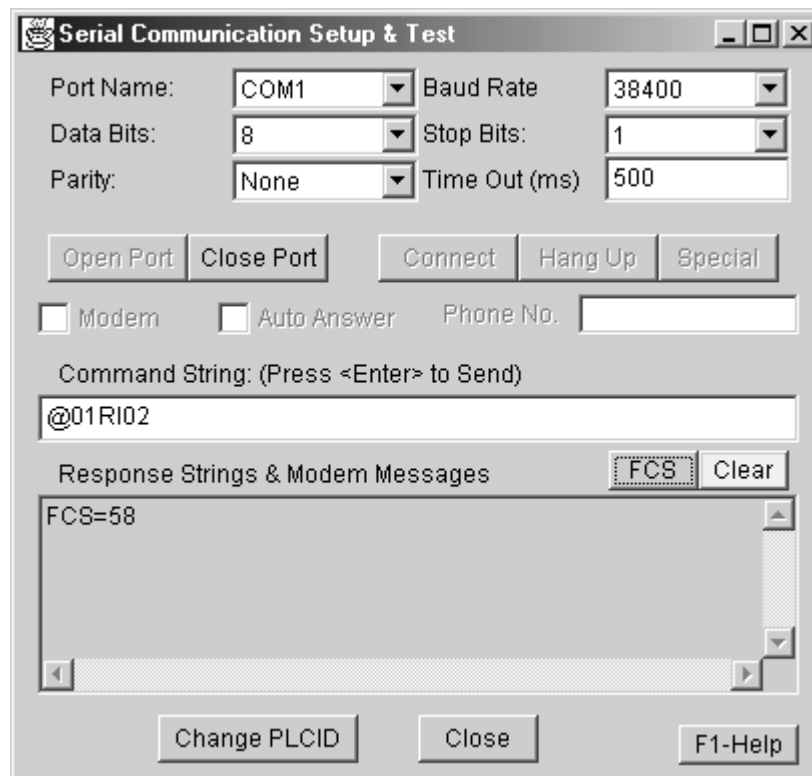 Serial Communication Setup & Test
Port Name: COM1 Baud Rate 38400
Data Bits: 8 Stop Bits: 1
Parity: None Time Out (ms) 500
Open Port Close Port Connect Hang Up Special
Modem Auto Answer Phone No.
Command String: (Press <Enter> to Send)
@01RI02
Response Strings & Modem Messages FCS Clear
FCS=58
Change PLCID Close F1-Help